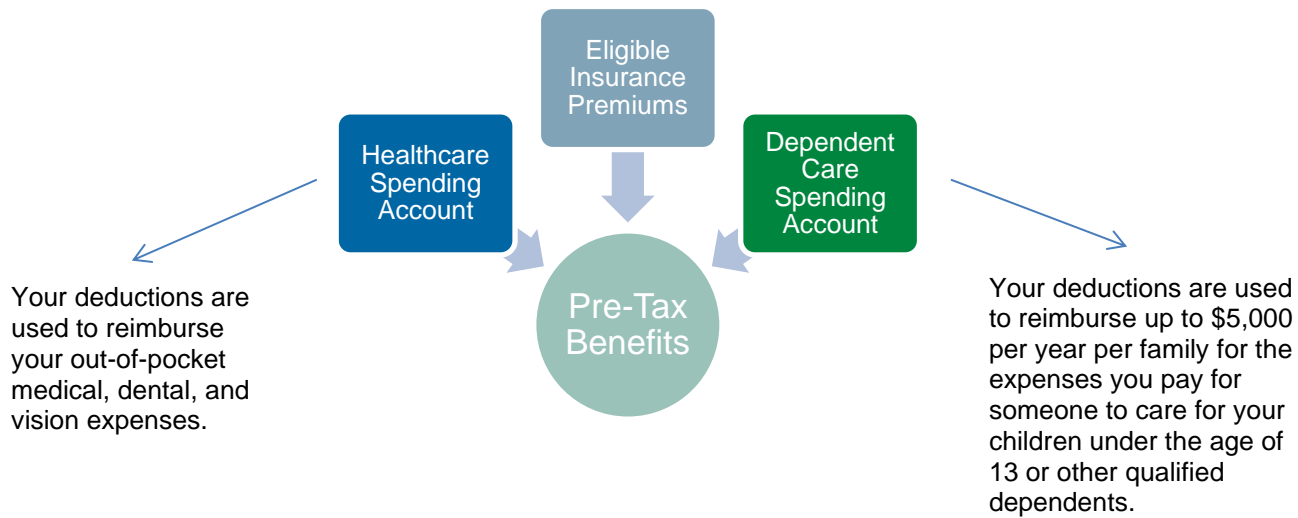 Eligible
Insurance
Premiums
Healthcare
Spending
Account
Dependent
Care
Spending
Account
Pre-Tax
Benefits
Your deductions are
used to reimburse
your out-of-pocket
medical, dental, and
vision expenses.
Your deductions are used
to reimburse up to $5,000
per year per family for the
expenses you pay for
someone to care for your
children under the age of
13 or other qualified
dependents.